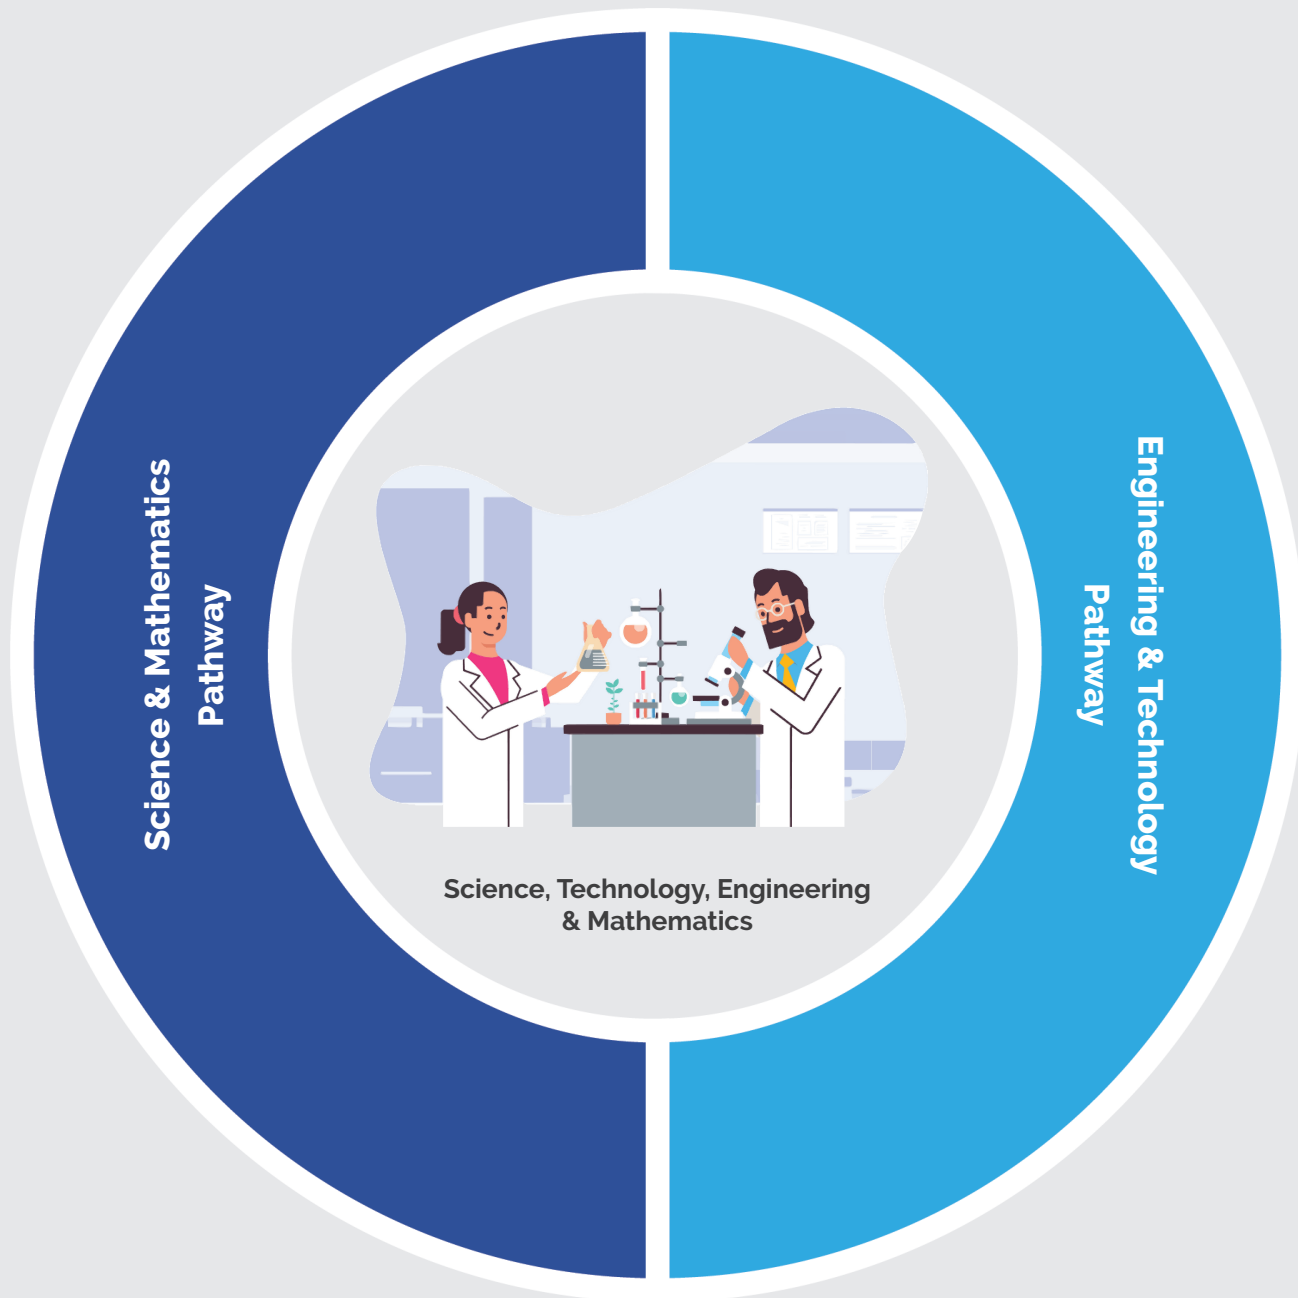 Science & Mathematics
Pathway
Engineering & Technology
Pathway
Science, Technology, Engineering
& Mathematics